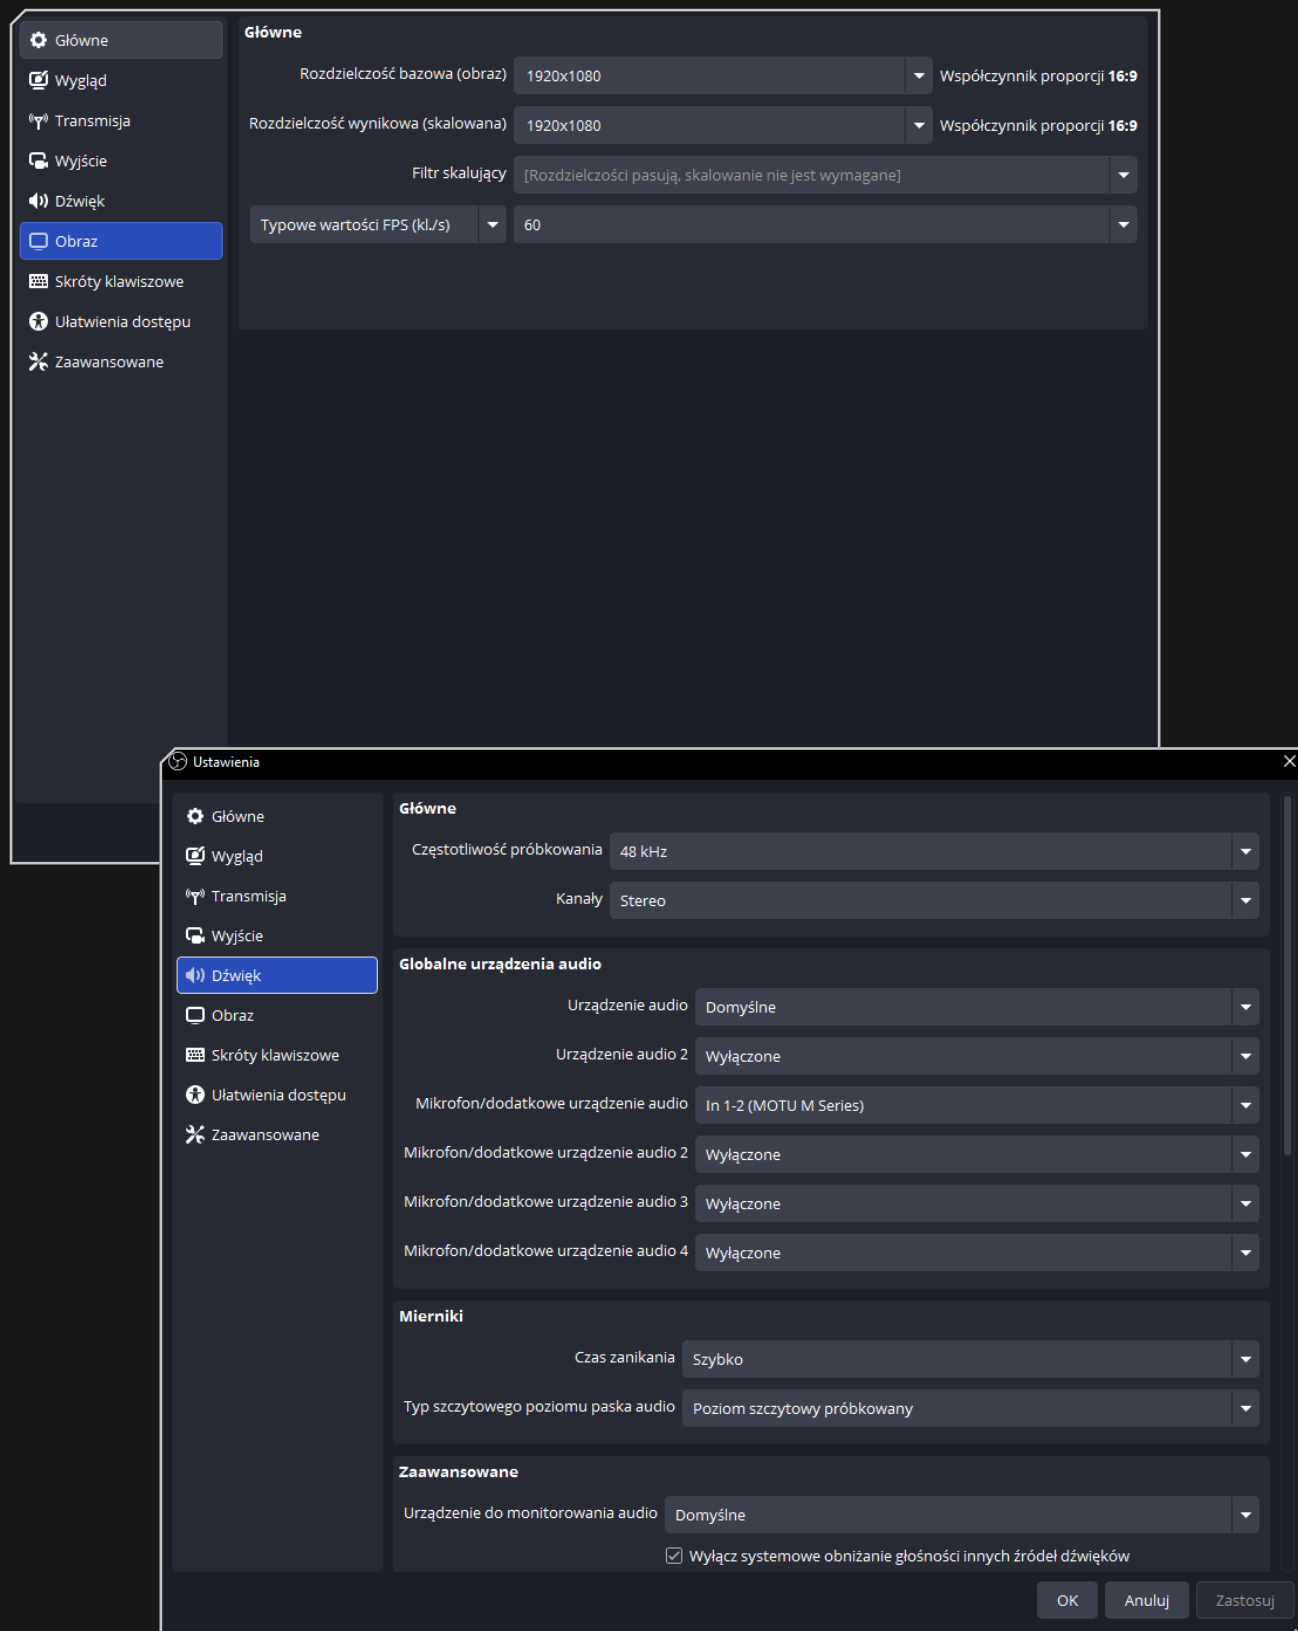 Główne
Wygląd
Transmisja
Wyjście
Dźwięk
Obraz
Skróty klawiszowe
Ułatwienia dostępu
Zaawansowane
Główne
Rozdzielczość bazowa (obraz) 1920x1080 Współczynnik proporcji 16:9
Rozdzielczość wynikowa (skalowana) 1920x1080 Współczynnik proporcji 16:9
Filtr skalujący [Rozdzielczości pasują, skalowanie nie jest wymagane]
Typowe wartości FPS (kl./s) 60
Ustawienia
Główne
Wygląd
Transmisja
Wyjście
Dźwięk
Obraz
Skróty klawiszowe
Ułatwienia dostępu
Zaawansowane
Główne
Częstotliwość próbkowania 48 kHz
Kanały Stereo
Globalne urządzenia audio
Urządzenie audio Domyślne
Urządzenie audio 2 Wyłączone
Mikrofon/dodatkowe urządzenie audio In 1-2 (MOTU M Series)
Mikrofon/dodatkowe urządzenie audio 2 Wyłączone
Mikrofon/dodatkowe urządzenie audio 3 Wyłączone
Mikrofon/dodatkowe urządzenie audio 4 Wyłączone
Mierniki
Czas zanikania Szybko
Typ szczytowego poziomu paska audio Poziom szczytowy próbkowany
Zaawansowane
Urządzenie do monitorowania audio Domyślne
Wyłącz systemowe obniżanie głośności innych źródeł dźwięków
OK Anuluj Zastosuj